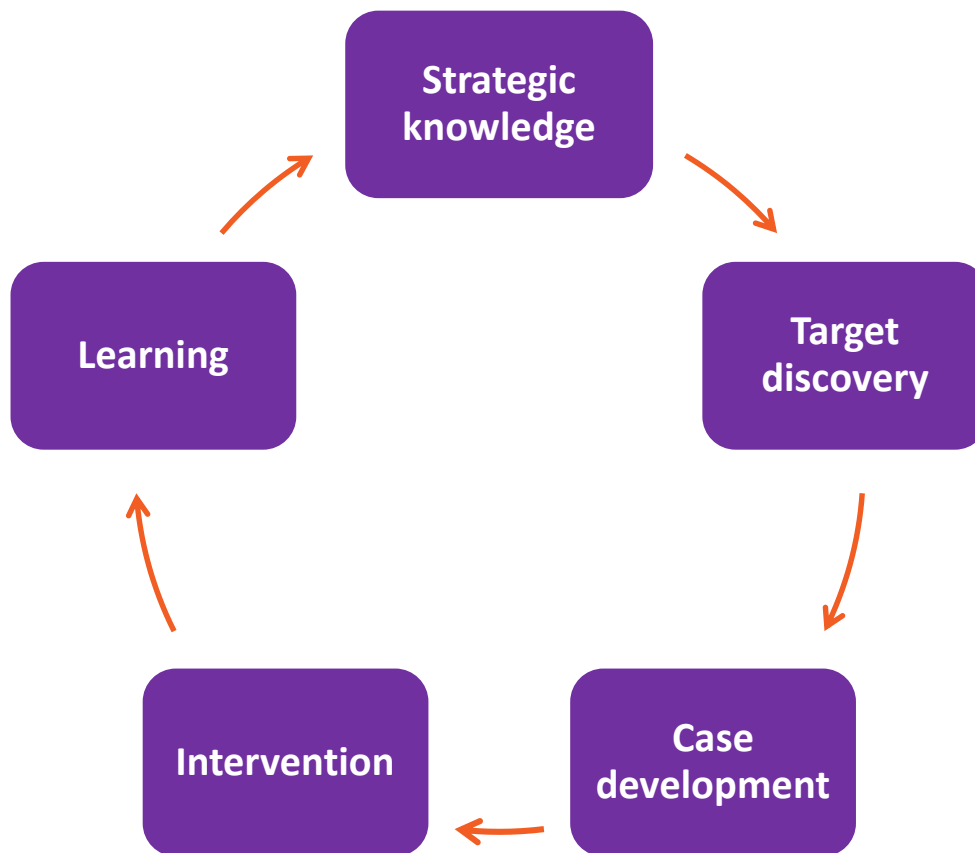 Strategic
knowledge
Target
discovery
Case
development
Intervention
Learning